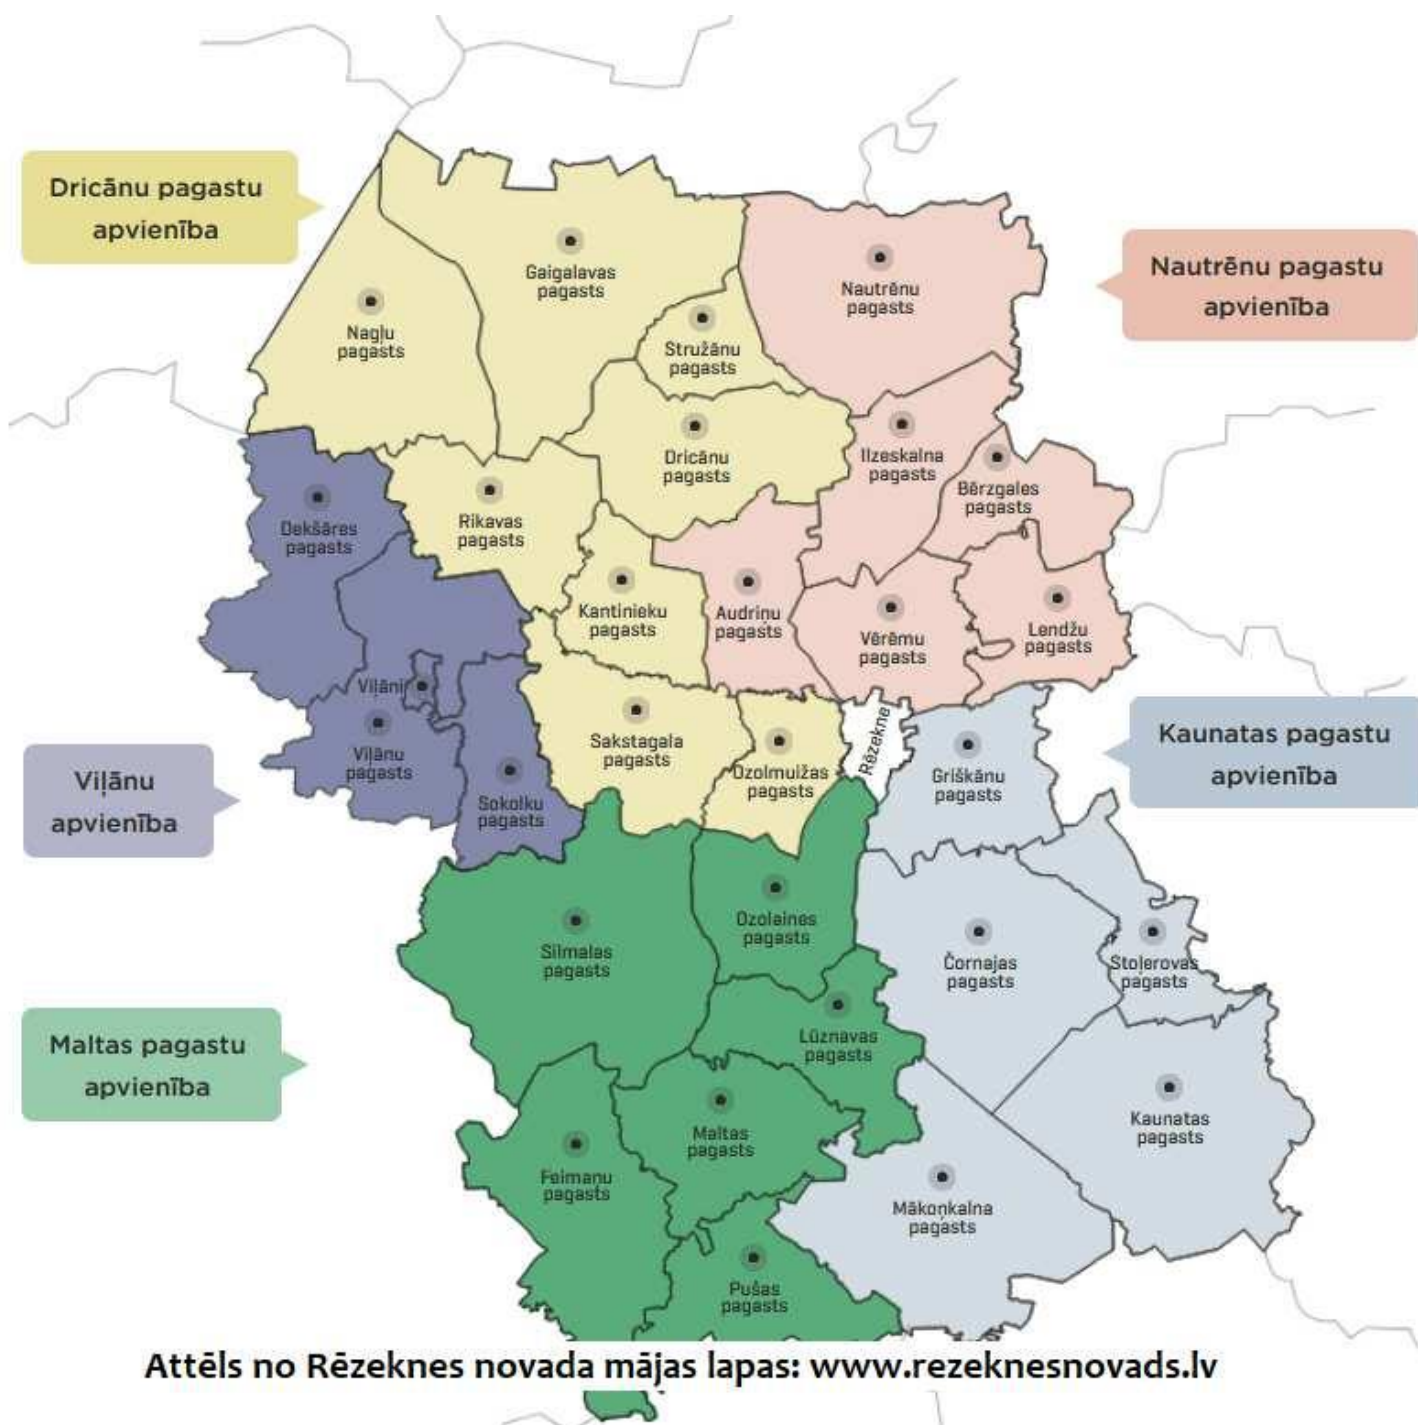 Dricānu pagastu
apvienība
Nautrēnu pagastu
apvienība
Gaigalavas
pagasts
Nautrēnu
pagasts
Nagļu
pagasts
Stružānu
pagasts
Dricānu
pagasts
Ilzeskalna
pagasts
Bērzgales
pagasts
Dekšāres
pagasts
Rikavas
pagasts
Kantinieku
pagasts
Audriņu
pagasts
Vērēmu
pagasts
Lendžu
pagasts
Viļāni
Viļānu
pagasts
Sakstagala
pagasts
Ozolmuižas
pagasts
Rēzekne
Griškānu
pagasts
Kaunatas pagastu
apvienība
Viļānu
apvienība
Sokolku
pagasts
Silmalas
pagasts
Ozolaines
pagasts
Čornajas
pagasts
Stoļerovas
pagasts
Maltas pagastu
apvienība
Lūznavas
pagasts
Maltas
pagasts
Kaunatas
pagasts
Feimaņu
pagasts
Mākoņkalna
pagasts
Pušas
pagasts
Attēls no Rēzeknes novada mājas lapas: www.rezeknesnovads.lv